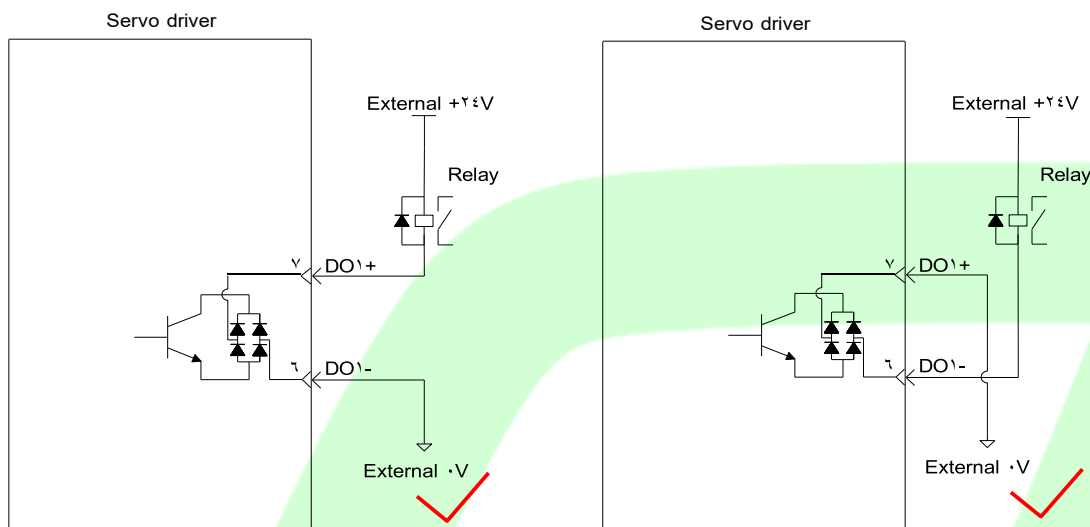 Servo driver
External +٢٤V
Relay
٧ DO١+
٦ DO١-
External ٠V
Servo driver
External +٢٤V
Relay
٧ DO١+
٦ DO١-
External ٠V